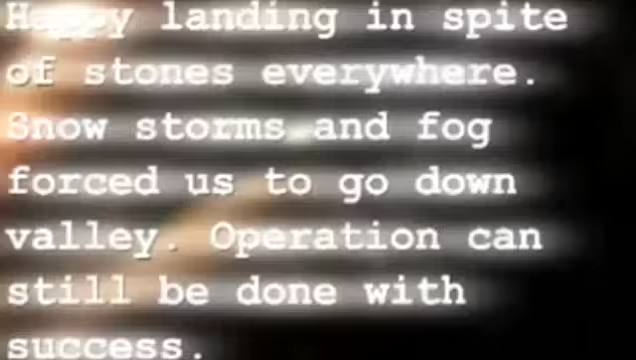 Happy landing in spite
of stones everywhere.
Snow storms and fog
forced us to go down
valley. Operation can
still be done with
success.